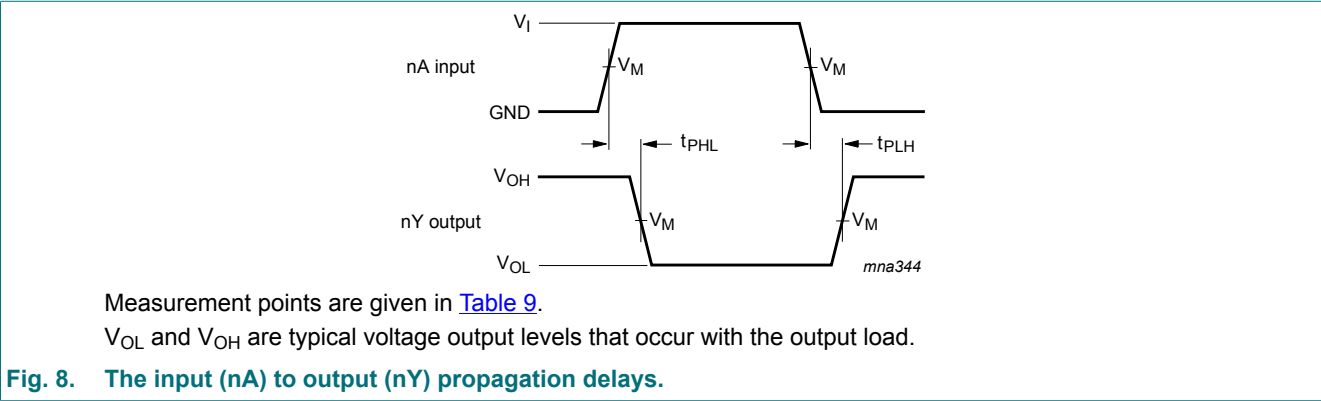 V_I
nA input
V_M
V_M
GND
t_PHL
t_PLH
V_OH
nY output
V_M
V_M
V_OL
mna344
Measurement points are given in Table 9.
V_OL and V_OH are typical voltage output levels that occur with the output load.
Fig. 8. The input (nA) to output (nY) propagation delays.